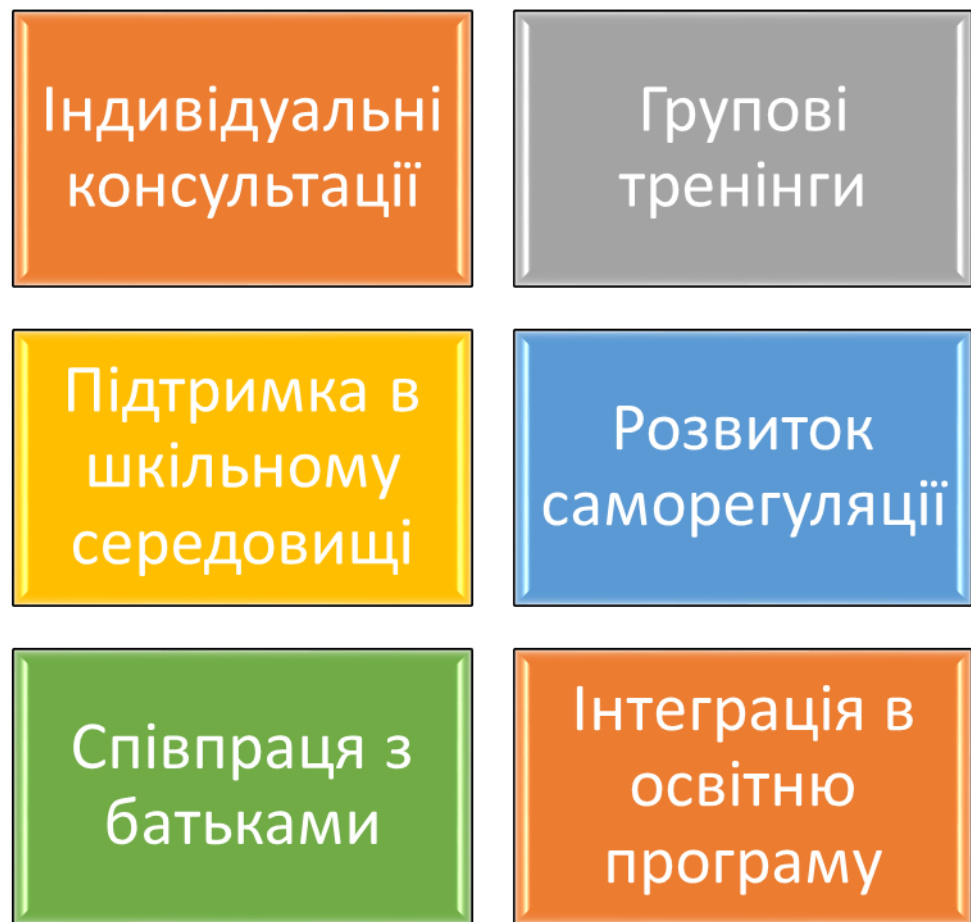 Індивідуальні
консультації
Групові
тренінги
Підтримка в
шкільному
середовищі
Розвиток
саморегуляції
Співпраця з
батьками
Інтеграція в
освітню
програму